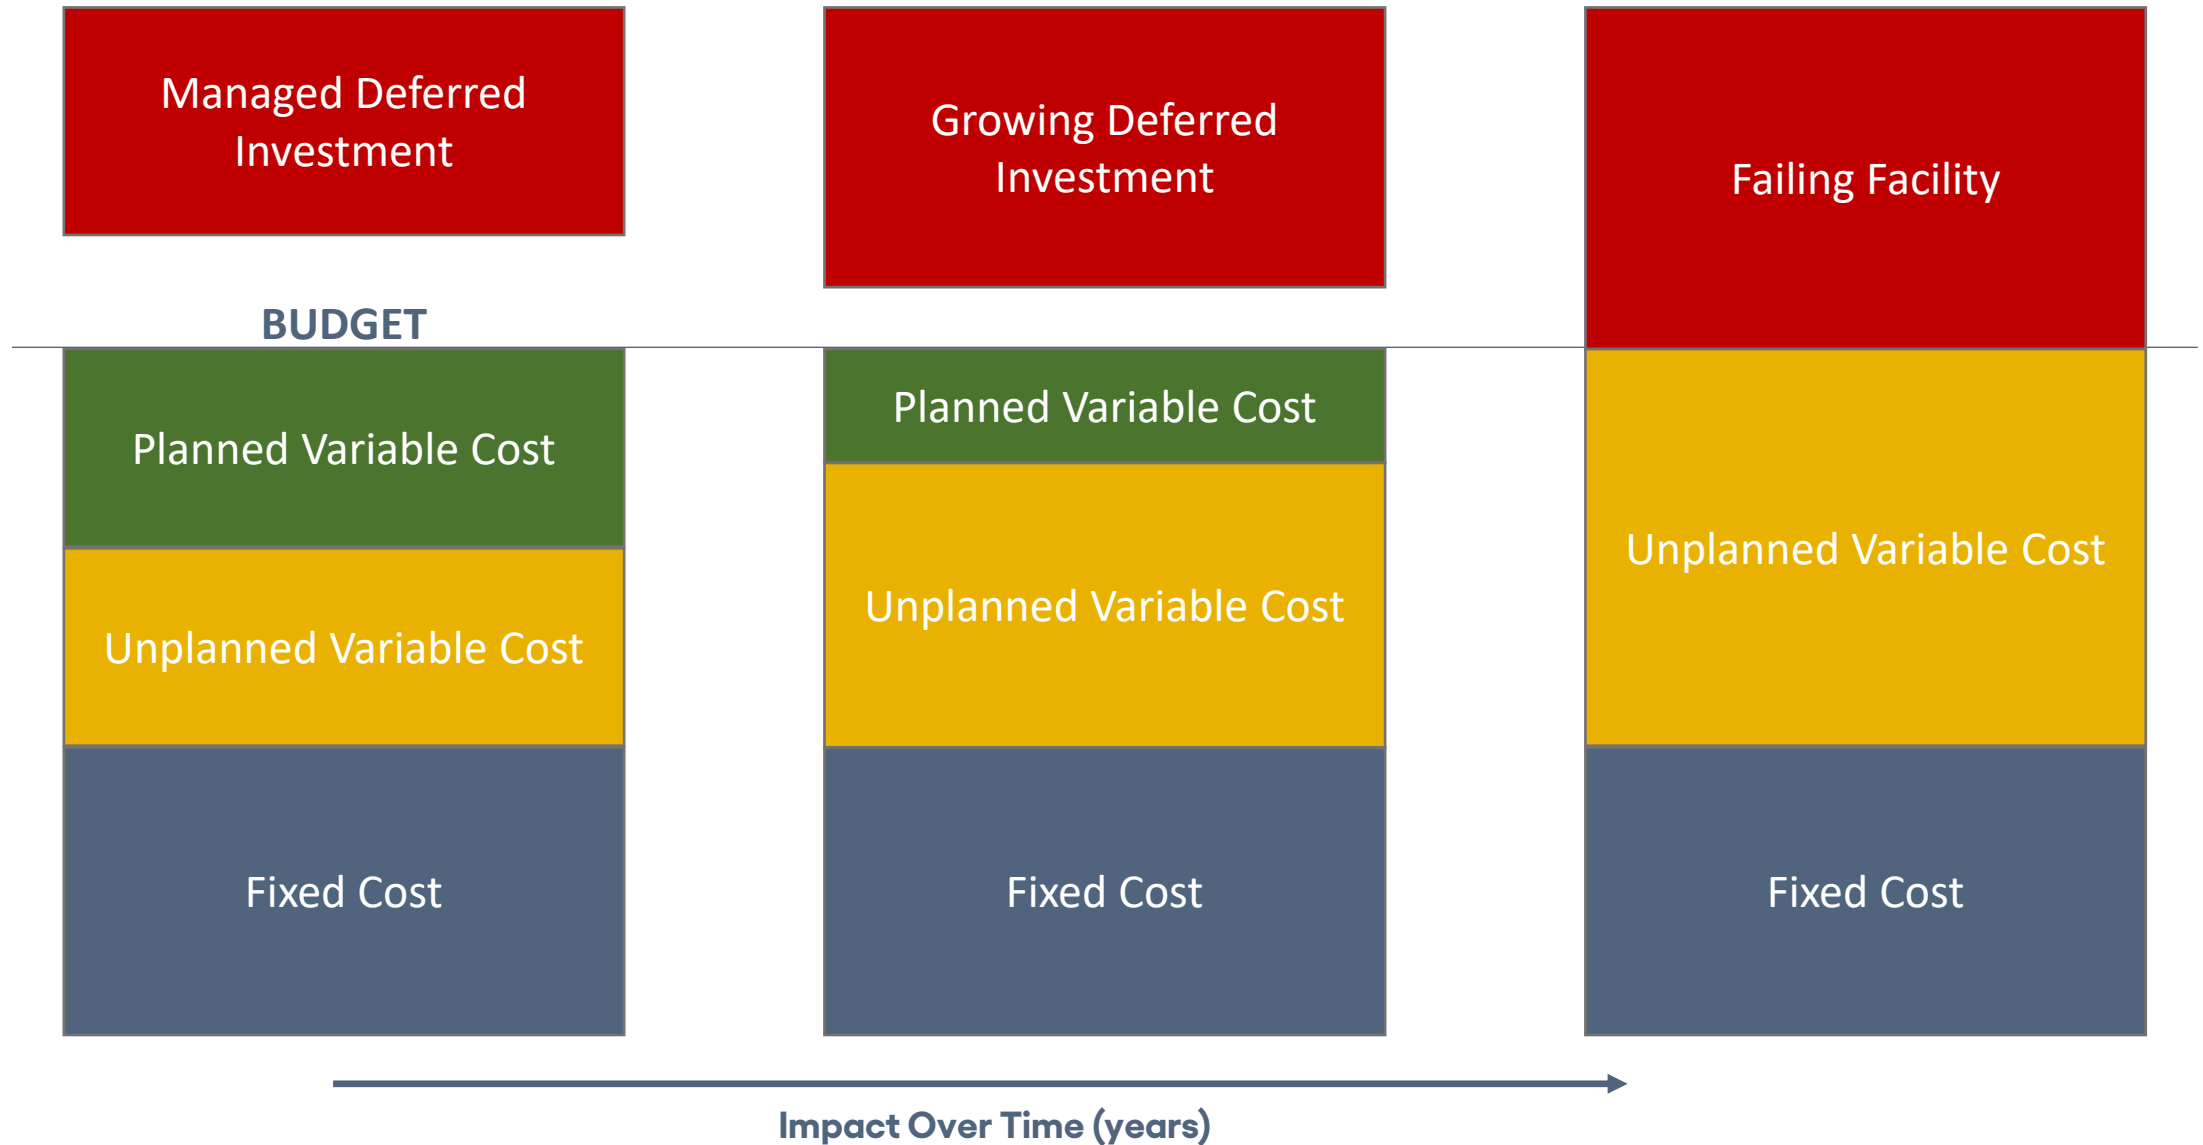 Managed Deferred
Investment
Growing Deferred
Investment
Failing Facility
BUDGET
Planned Variable Cost
Planned Variable Cost
Unplanned Variable Cost
Unplanned Variable Cost
Unplanned Variable Cost
Fixed Cost
Fixed Cost
Fixed Cost
Impact Over Time (years)